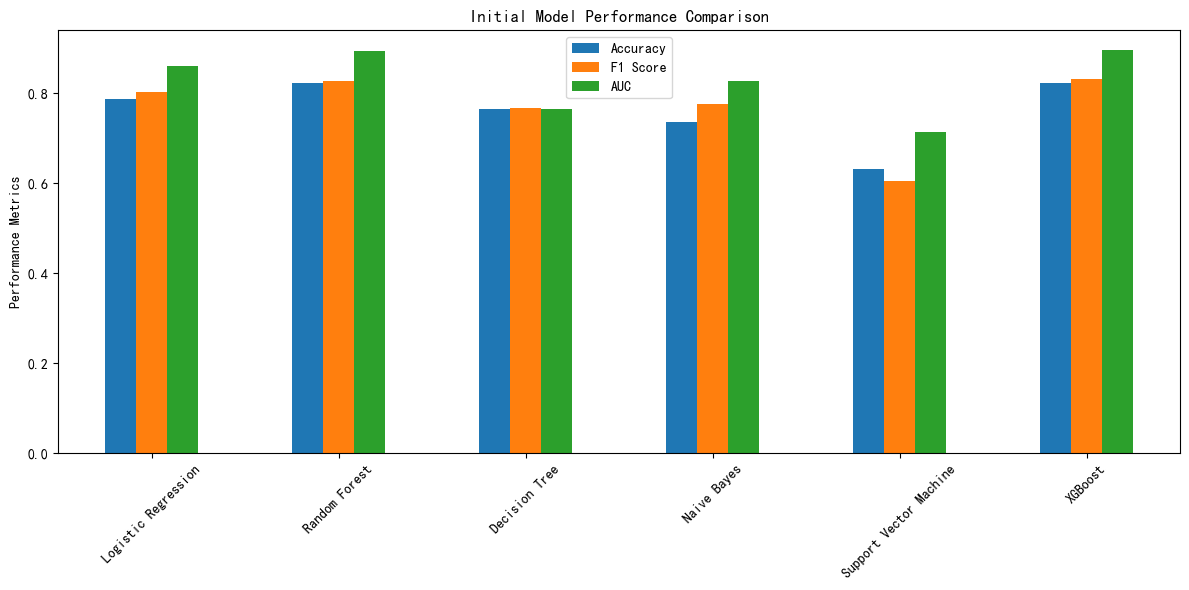 Initial Model Performance Comparison
Accuracy
F1 Score
AUC
Performance Metrics
0.8
0.6
0.4
0.2
0.0
Logistic Regression
Random Forest
Decision Tree
Naive Bayes
Support Vector Machine
XGBoost